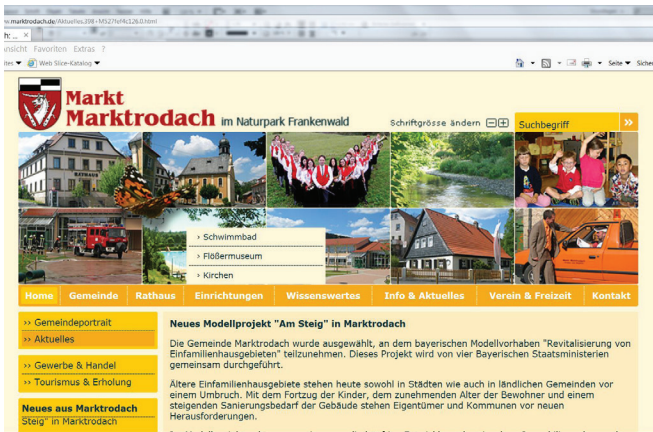 www.marktrodach.de/Aktuelles.398+M527fef4c526.0.html
Ansicht Favoriten Extras ?
Web Slice-Katalog
Seite
Markt
Marktrodach im Naturpark Frankenwald
Schriftgrösse ändern
Suchbegriff »
RATHAUS
› Schwimmbad
› Flößermuseum
› Kirchen
Home Gemeinde Rathaus Einrichtungen Wissenswertes Info & Aktuelles Verein & Freizeit Kontakt
>> Gemeindeportrait
>> Aktuelles
>> Gewerbe & Handel
>> Tourismus & Erholung
Neues aus Marktrodach
Steig" in Marktrodach
Neues Modellprojekt "Am Steig" in Marktrodach
Die Gemeinde Marktrodach wurde ausgewählt, an dem bayerischen Modellvorhaben "Revitalisierung von
Einfamilienhausgebieten" teilzunehmen. Dieses Projekt wird von vier Bayerischen Staatsministerien
gemeinsam durchgeführt.
Ältere Einfamilienhausgebiete stehen heute sowohl in Städten wie auch in ländlichen Gemeinden vor
einem Umbruch. Mit dem Fortzug der Kinder, dem zunehmenden Alter der Bewohner und einem
steigenden Sanierungsbedarf der Gebäude stehen Eigentümer und Kommunen vor neuen
Herausforderungen.